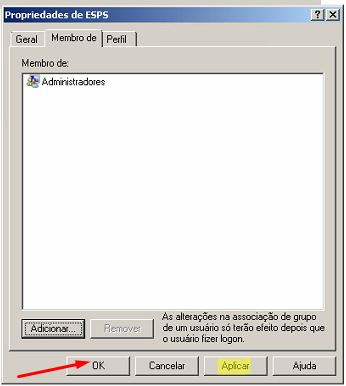 Propriedades de ESPS
Geral Membro de Perfil
Membro de:
Administradores
Adicionar... Remover
As alterações na associação de grupo
de um usuário só terão efeito depois que
o usuário fizer logon.
OK Cancelar Aplicar Ajuda